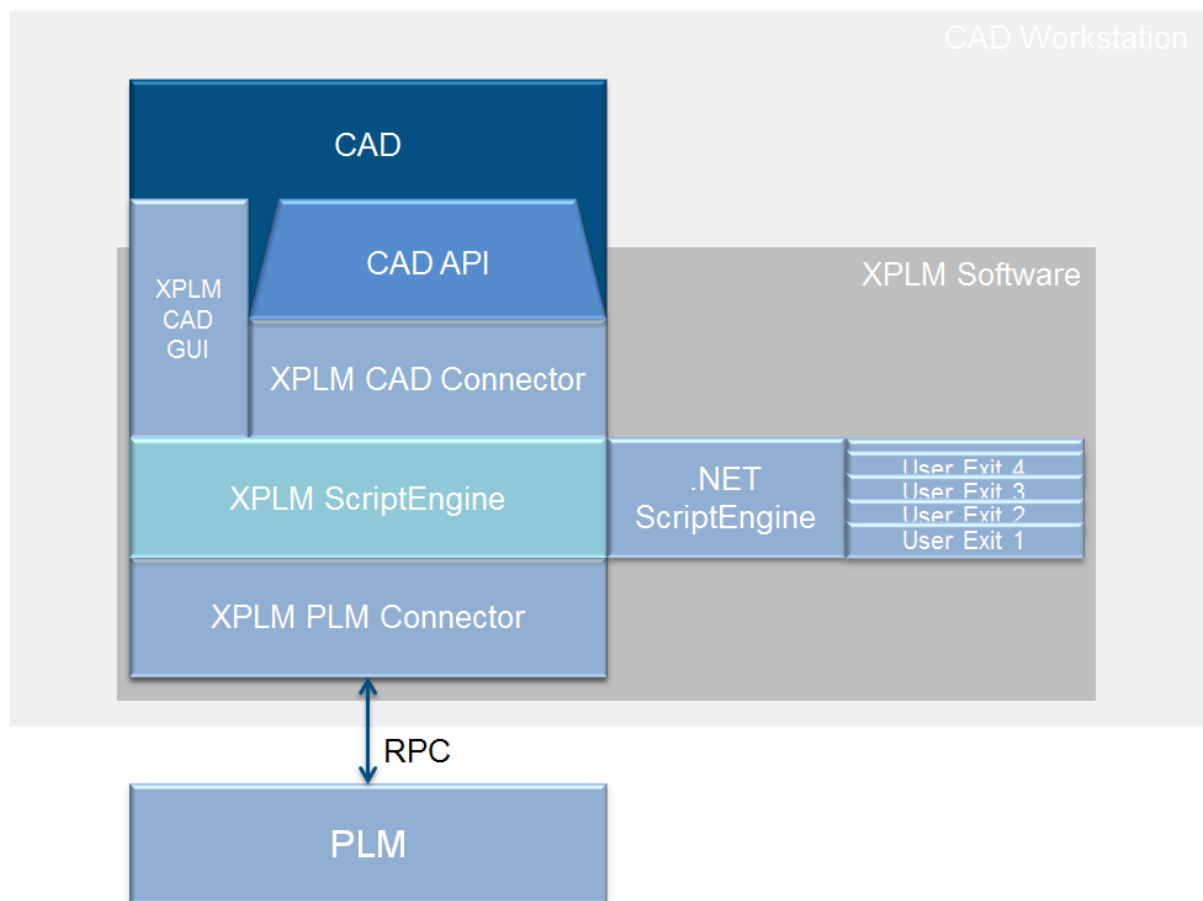 CAD Workstation
CAD
CAD API
XPLM Software
XPLM
CAD
GUI
XPLM CAD Connector
XPLM ScriptEngine
.NET
ScriptEngine
User Exit 4
User Exit 3
User Exit 2
User Exit 1
XPLM PLM Connector
RPC
PLM